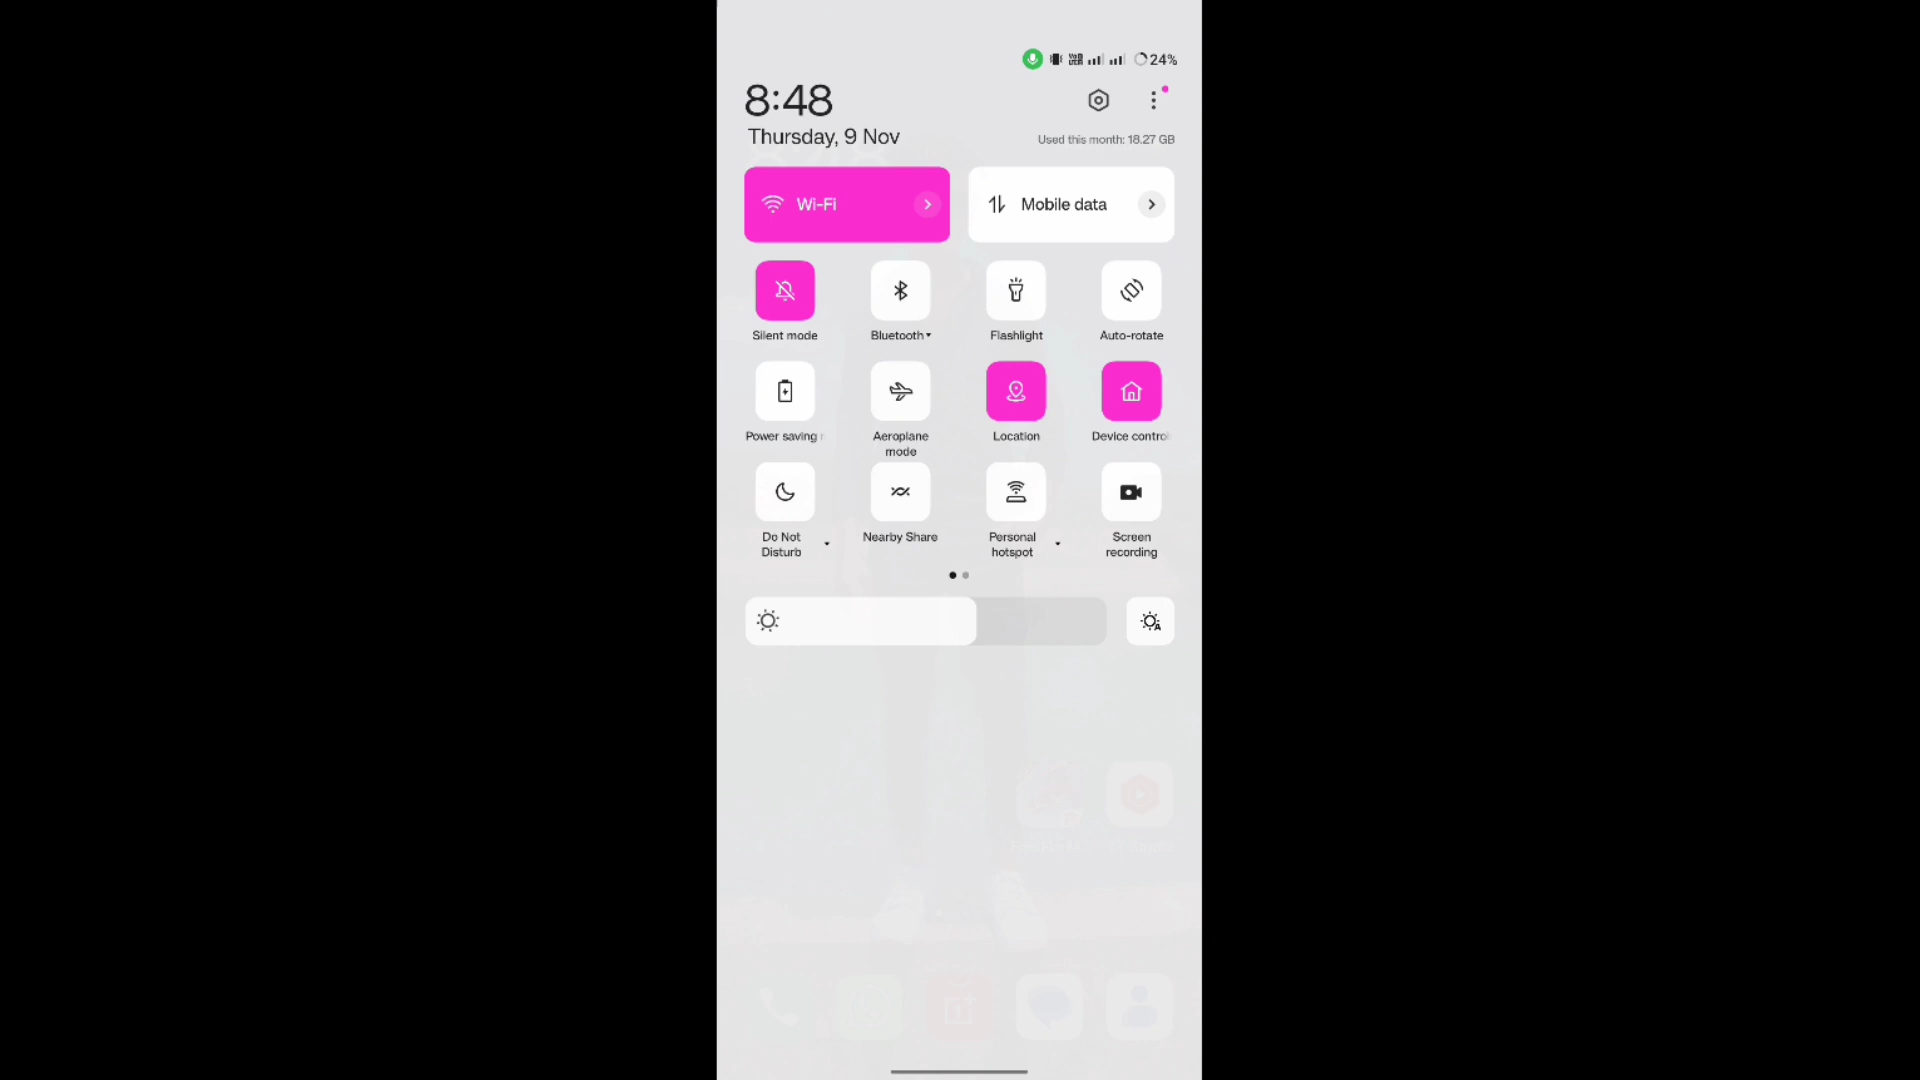 24%
8:48
Thursday, 9 Nov
Used this month: 18.27 GB
Wi-Fi
Mobile data
Silent mode
Bluetooth
Flashlight
Auto-rotate
Power saving
Aeroplane
mode
Location
Device contro
Do Not
Disturb
Nearby Share
Personal
hotspot
Screen
recording